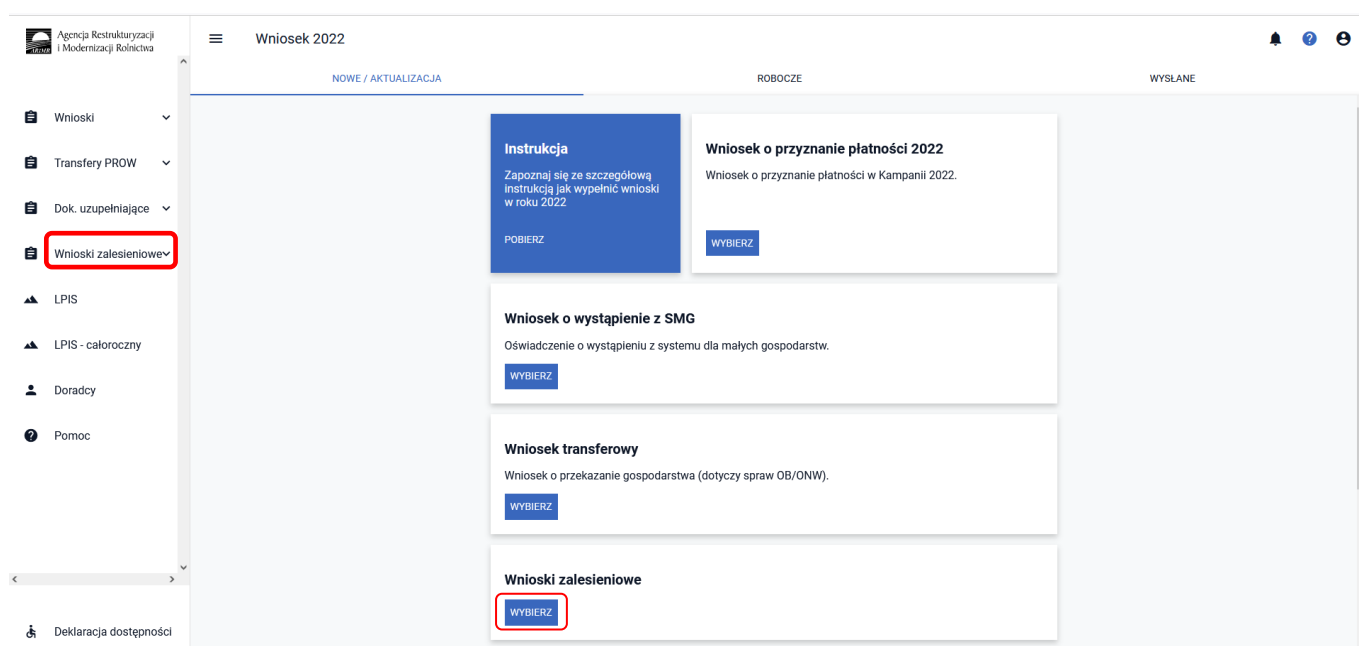 Agencja Restrukturyzacji
i Modernizacji Rolnictwa
ARiMR
Wniosek 2022
NOWE / AKTUALIZACJA
ROBOCZE
WYSŁANE
Wnioski
Transfery PROW
Dok. uzupełniające
Wnioski zalesieniowe
LPIS
LPIS - całoroczny
Doradcy
Pomoc
Deklaracja dostępności
Instrukcja
Zapoznaj się ze szczegółową
instrukcją jak wypełnić wnioski
w roku 2022
POBIERZ
Wniosek o przyznanie płatności 2022
Wniosek o przyznanie płatności w Kampanii 2022.
WYBIERZ
Wniosek o wystąpienie z SMG
Oświadczenie o wystąpieniu z systemu dla małych gospodarstw.
WYBIERZ
Wniosek transferowy
Wniosek o przekazanie gospodarstwa (dotyczy spraw OB/ONW).
WYBIERZ
Wnioski zalesieniowe
WYBIERZ